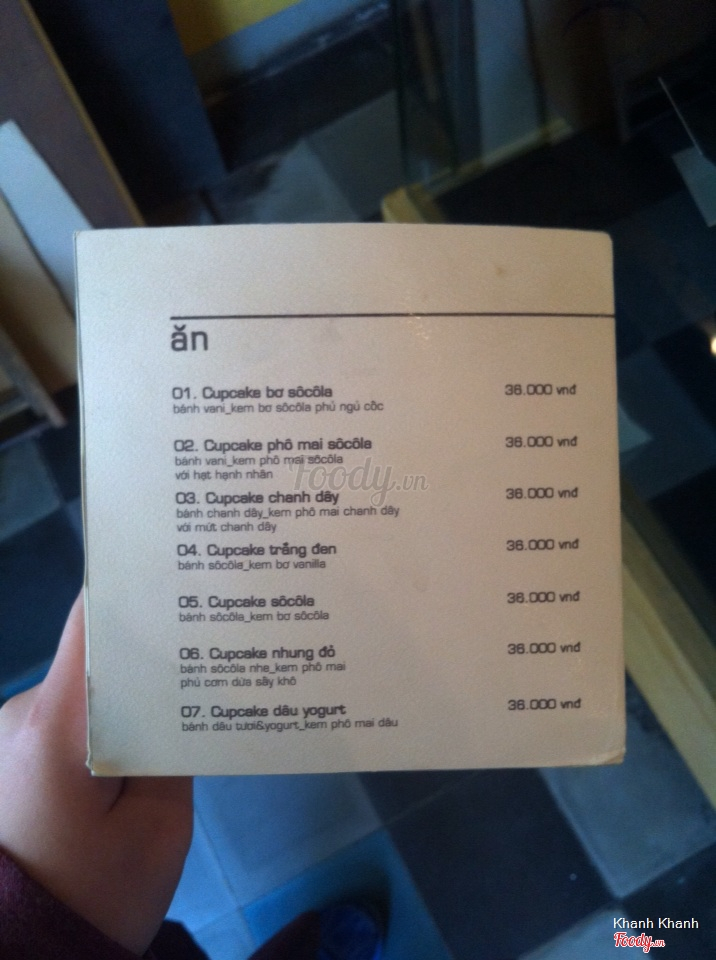 ăn
01. Cupcake bơ sôcôla 36.000 vnđ
bánh vani_kem bơ sôcôla phủ ngũ cốc
02. Cupcake phô mai sôcôla 36.000 vnđ
bánh vani_kem phô mai sôcôla
với hạt hạnh nhân
Foody.vn
03. Cupcake chanh dây 36.000 vnđ
bánh chanh dây_kem phô mai chanh dây
với mứt chanh dây
04. Cupcake trắng đen 36.000 vnđ
bánh sôcôla_kem bơ vanilla
05. Cupcake sôcôla 36.000 vnđ
bánh sôcôla_kem bơ sôcôla
06. Cupcake nhung đỏ 36.000 vnđ
bánh sôcôla nhẹ_kem phô mai
phủ cơm dừa sấy khô
07. Cupcake dâu yogurt 36.000 vnđ
bánh dâu tươi&yogurt_kem phô mai dâu
Khanh Khanh
Foody.vn